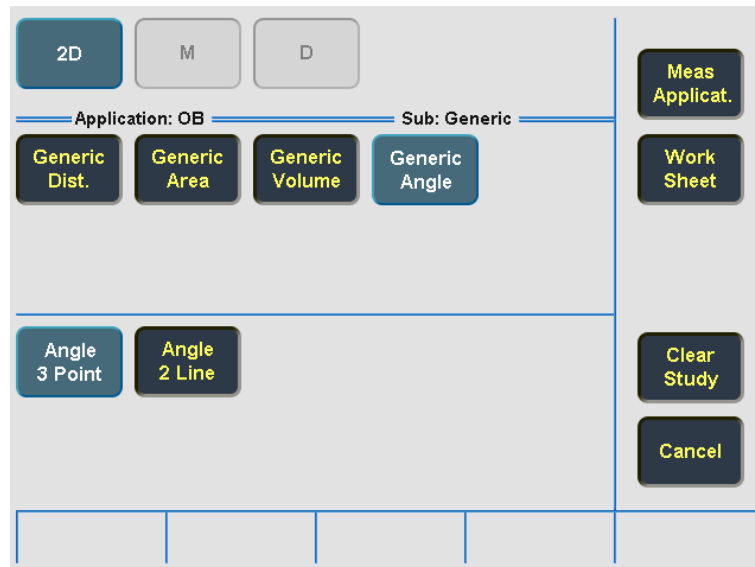 2D
M
D
Meas
Applicat.
Application: OB
Sub: Generic
Generic
Dist.
Generic
Area
Generic
Volume
Generic
Angle
Work
Sheet
Angle
3 Point
Angle
2 Line
Clear
Study
Cancel